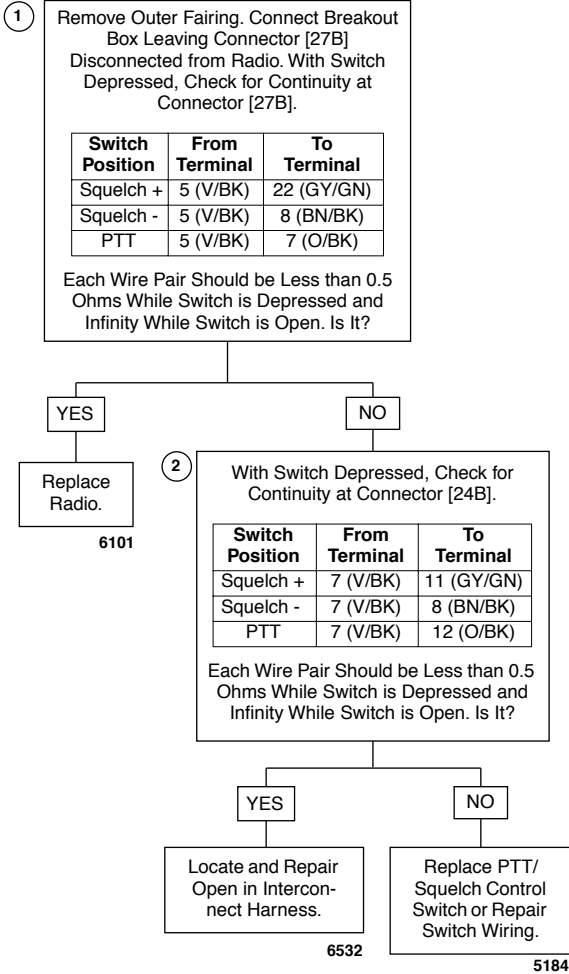 1
Remove Outer Fairing. Connect Breakout
Box Leaving Connector [27B]
Disconnected from Radio. With Switch
Depressed, Check for Continuity at
Connector [27B].
Switch Position From Terminal To Terminal
Squelch + 5 (V/BK) 22 (GY/GN)
Squelch - 5 (V/BK) 8 (BN/BK)
PTT 5 (V/BK) 7 (O/BK)
Each Wire Pair Should be Less than 0.5
Ohms While Switch is Depressed and
Infinity While Switch is Open. Is It?
YES
NO
Replace
Radio.
6101
2
With Switch Depressed, Check for
Continuity at Connector [24B].
Switch Position From Terminal To Terminal
Squelch + 7 (V/BK) 11 (GY/GN)
Squelch - 7 (V/BK) 8 (BN/BK)
PTT 7 (V/BK) 12 (O/BK)
Each Wire Pair Should be Less than 0.5
Ohms While Switch is Depressed and
Infinity While Switch is Open. Is It?
YES
NO
Locate and Repair
Open in Intercon-
nect Harness.
6532
Replace PTT/
Squelch Control
Switch or Repair
Switch Wiring.
5184